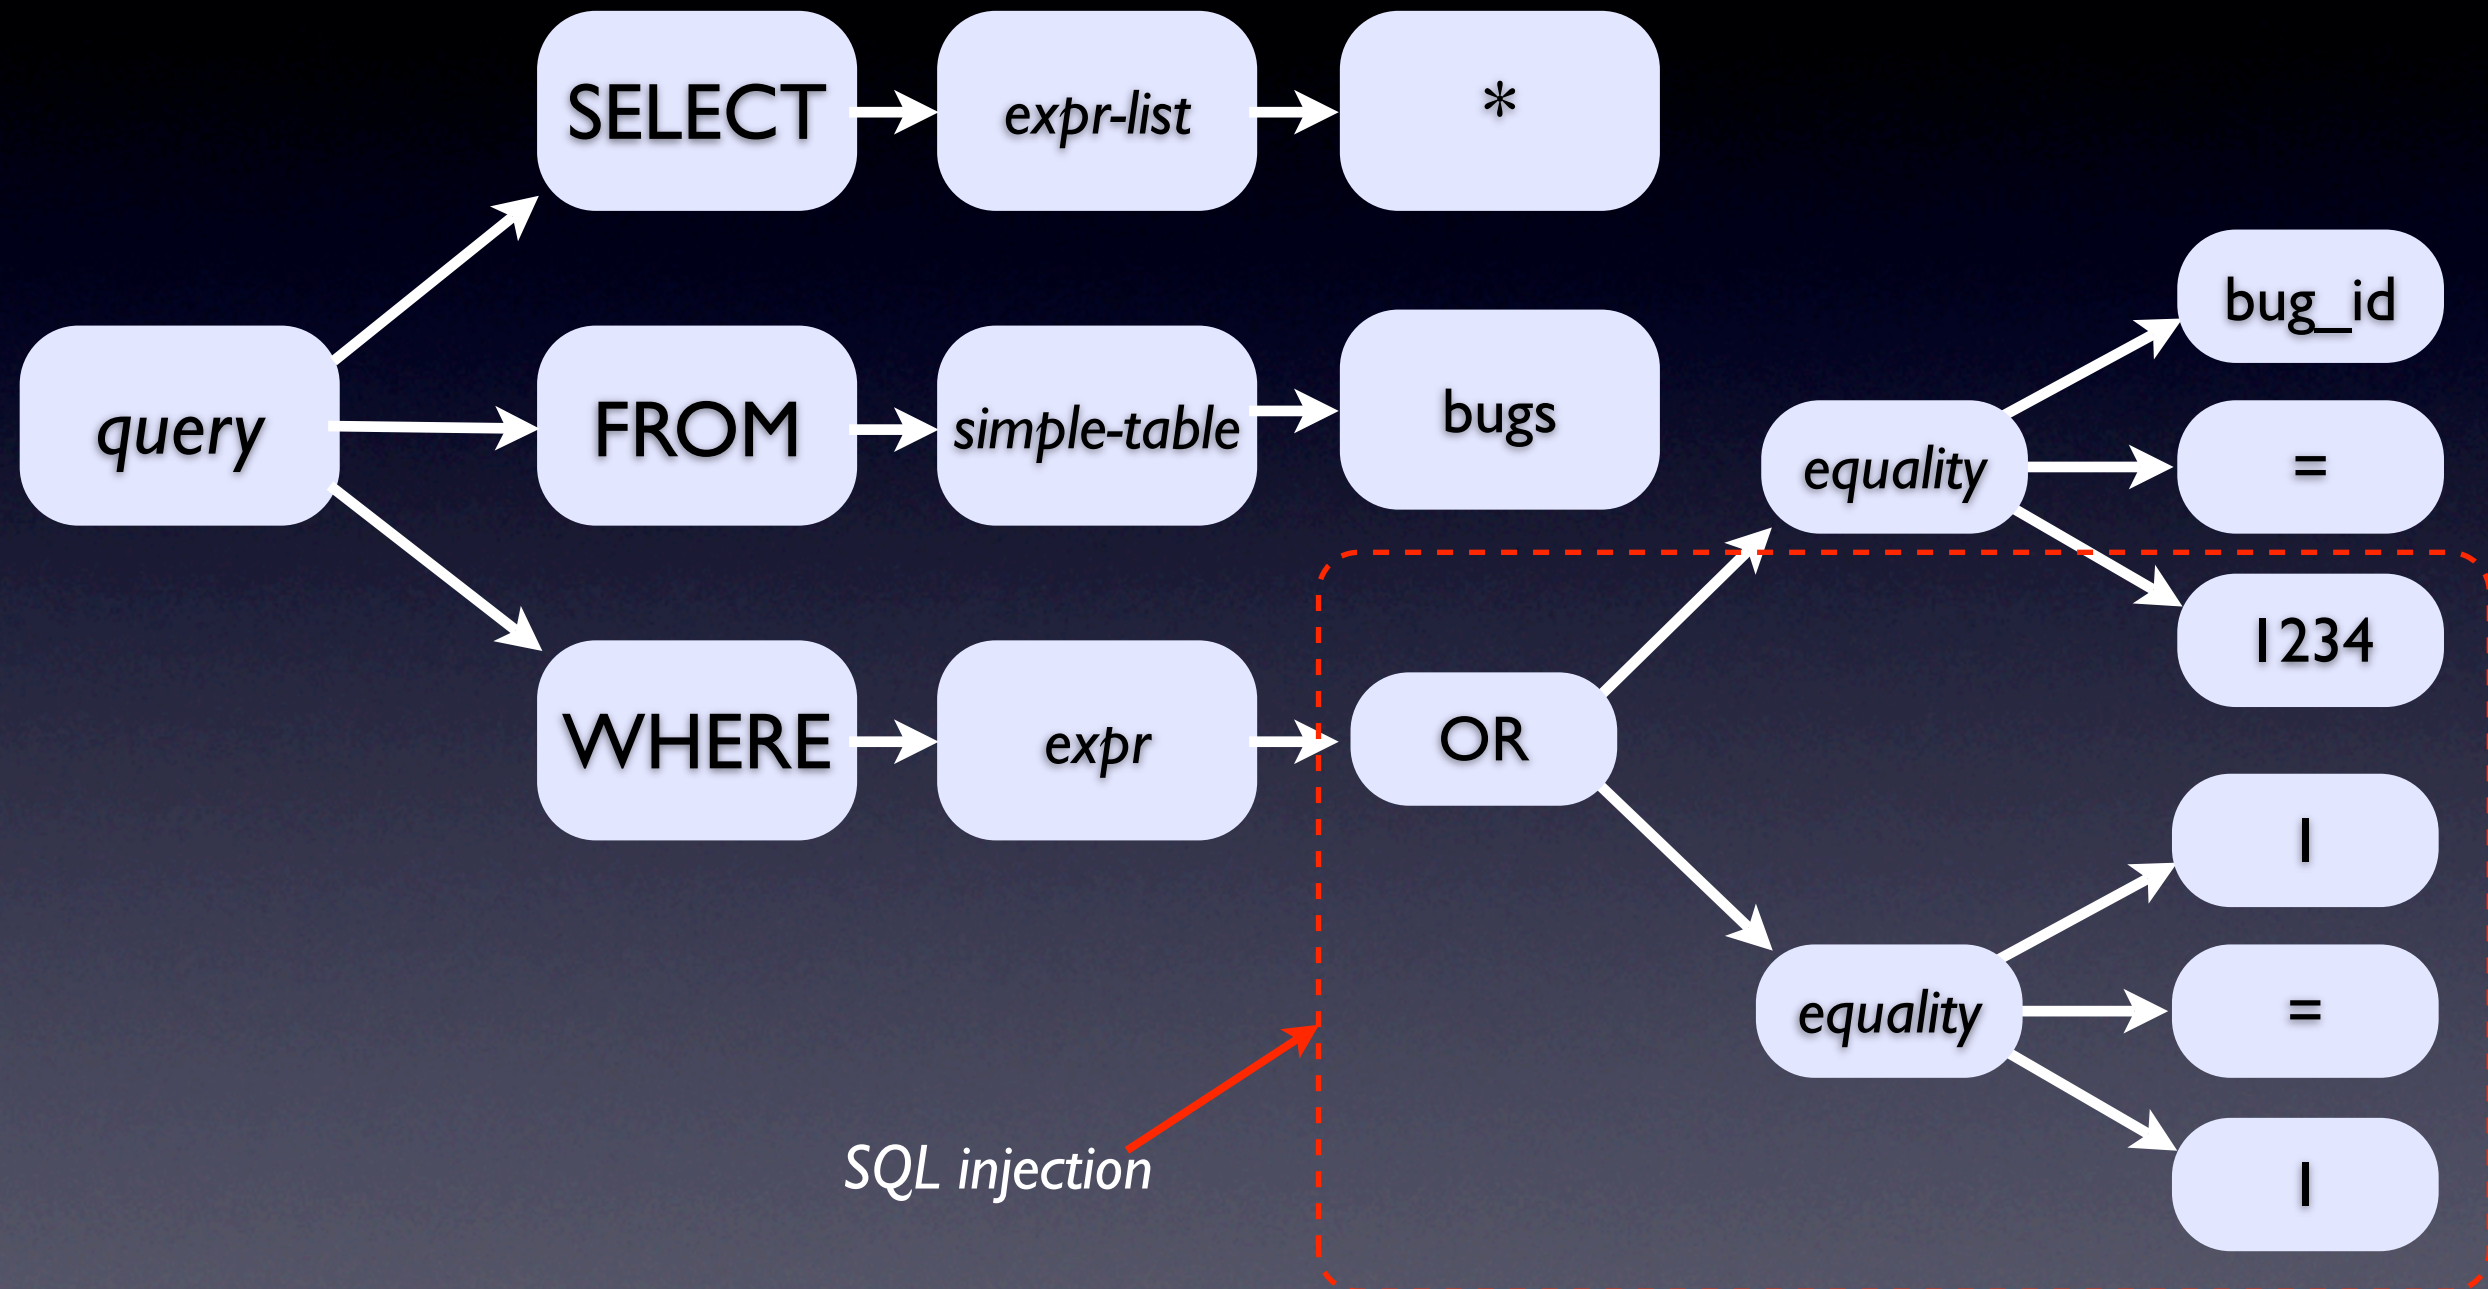 SELECT
expr-list
*
query
FROM
simple-table
bugs
WHERE
expr
OR
equality
bug_id
=
1234
equality
1
=
1
SQL injection